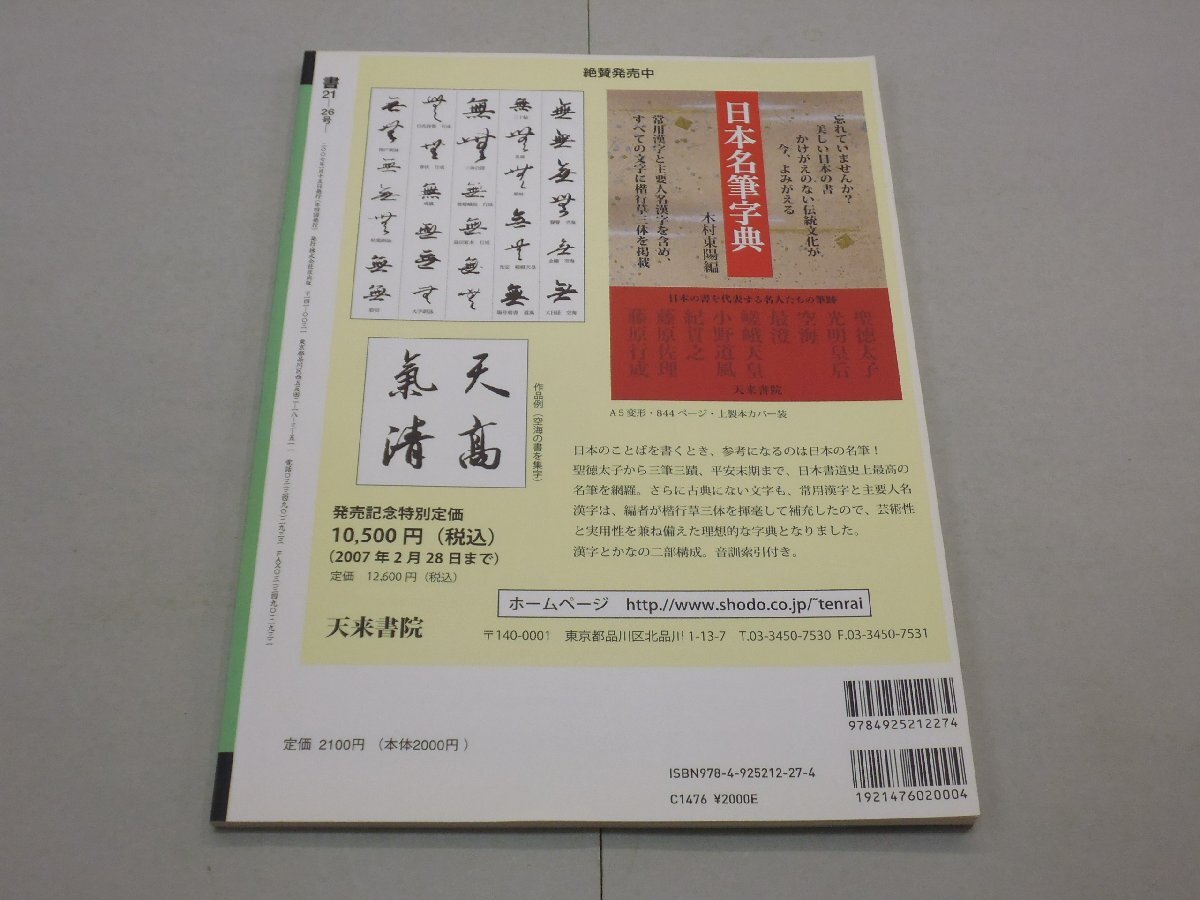 書21
—26号—
絶賛発売中
忘れていませんか？
美しい日本の書
かけがえのない伝統文化が
今、よみがえる
日本名筆字典
木村東陽編
常用漢字と主要人名漢字を含め、
すべての文字に楷行草三体を掲載
日本の書を代表する名人たちの筆跡
聖徳太子
光明皇后
空海
最澄
嵯峨天皇
小野道風
紀貫之
藤原佐理
藤原行成
天来書院
A5変形・844ページ・上製本カバー装
天高
氣清
作品例（空海の書を集字）
日本のことばを書くとき、参考になるのは日本の名筆！
聖徳太子から三筆三蹟、平安末期まで、日本書道史上最高の
名筆を網羅。さらに古典にない文字も、常用漢字と主要人名
漢字は、編者が楷行草三体を揮毫して補充したので、芸術性
と実用性を兼ね備えた理想的な字典となりました。
漢字とかなの二部構成。音訓索引付き。
発売記念特別定価
10,500円（税込）
（2007年2月28日まで）
定価 12,600円（税込）
ホームページ http://www.shodo.co.jp/~tenrai
天来書院
〒140-0001 東京都品川区北品川1-13-7 T.03-3450-7530 F.03-3450-7531
9784925212274
定価 2100円（本体2000円）
ISBN978-4-925212-27-4
C1476 ¥2000E
1921476020004